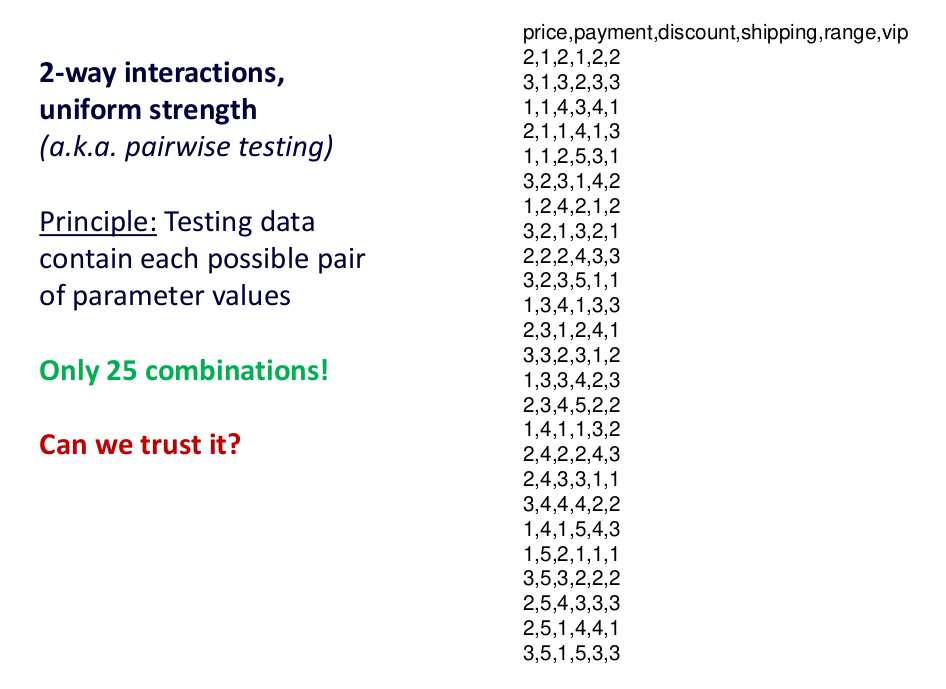 2-way interactions,
uniform strength
(a.k.a. pairwise testing)
Principle: Testing data
contain each possible pair
of parameter values
Only 25 combinations!
Can we trust it?
price,payment,discount,shipping,range,vip
2,1,2,1,2,2
3,1,3,2,3,3
1,1,4,3,4,1
2,1,1,4,1,3
1,1,2,5,3,1
3,2,3,1,4,2
1,2,4,2,1,2
3,2,1,3,2,1
2,2,2,4,3,3
3,2,3,5,1,1
1,3,4,1,3,3
2,3,1,2,4,1
3,3,2,3,1,2
1,3,3,4,2,3
2,3,4,5,2,2
1,4,1,1,3,2
2,4,2,2,4,3
2,4,3,3,1,1
3,4,4,4,2,2
1,4,1,5,4,3
1,5,2,1,1,1
3,5,3,2,2,2
2,5,4,3,3,3
2,5,1,4,4,1
3,5,1,5,3,3